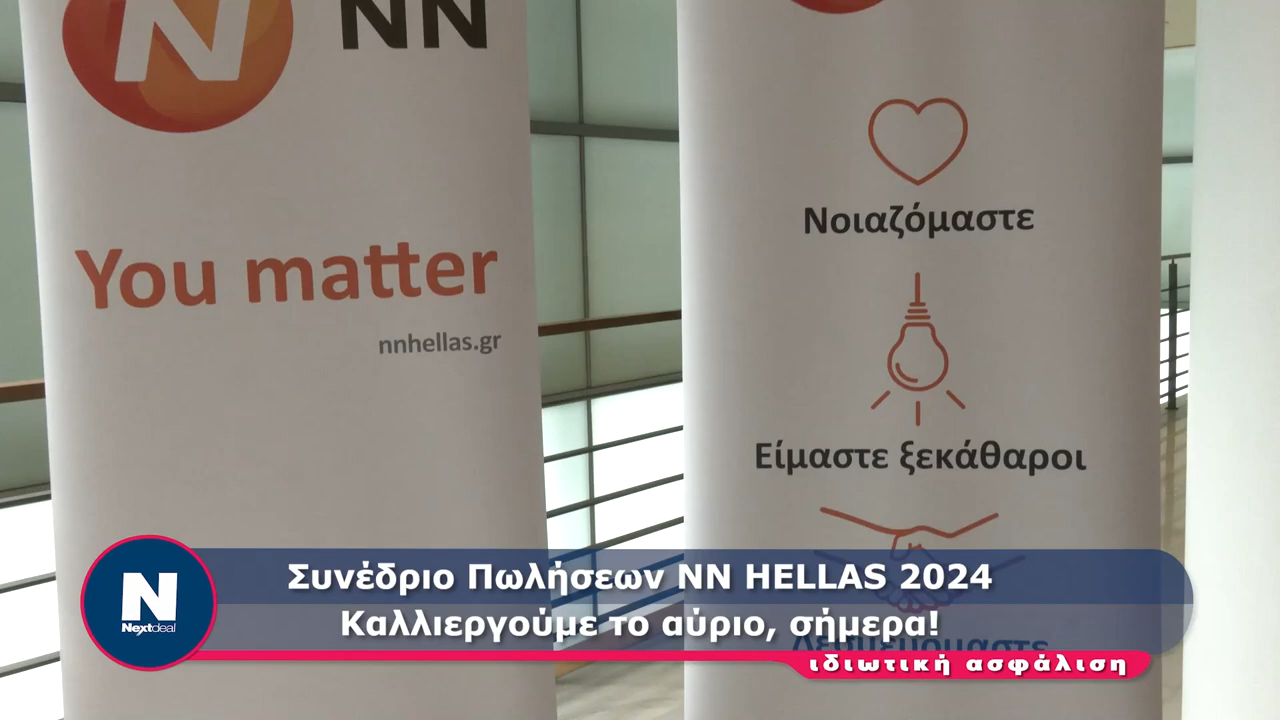 N NN
You matter
nnhellas.gr
Νοιαζόμαστε
Είμαστε ξεκάθαροι
Δεσμευόμαστε
Συνέδριο Πωλήσεων NN HELLAS 2024
Καλλιεργούμε το αύριο, σήμερα!
N
Nextdeal
ιδιωτική ασφάλιση